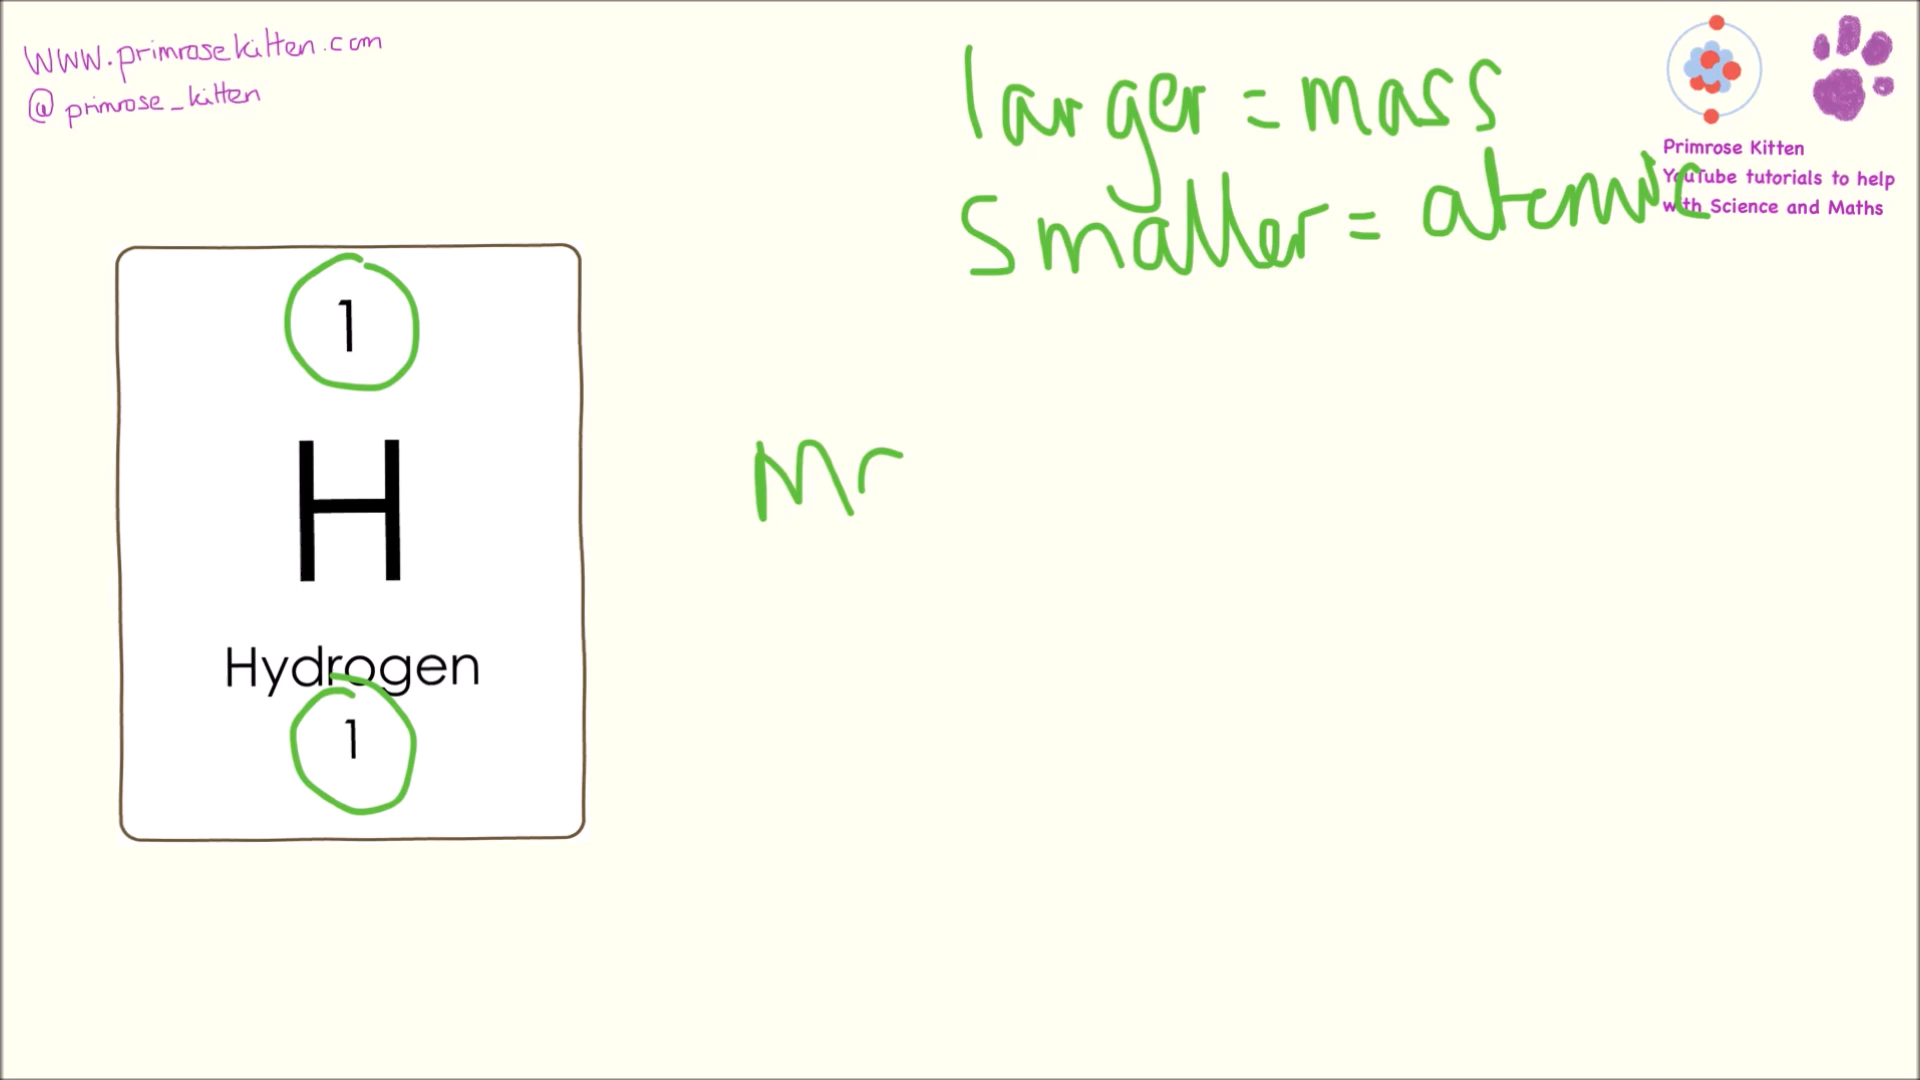 www.primrosekitten.com
@primrose_kitten
larger = mass
smaller = atomic
Primrose Kitten
YouTube tutorials to help
with Science and Maths
1
H
Hydrogen
1
Mr